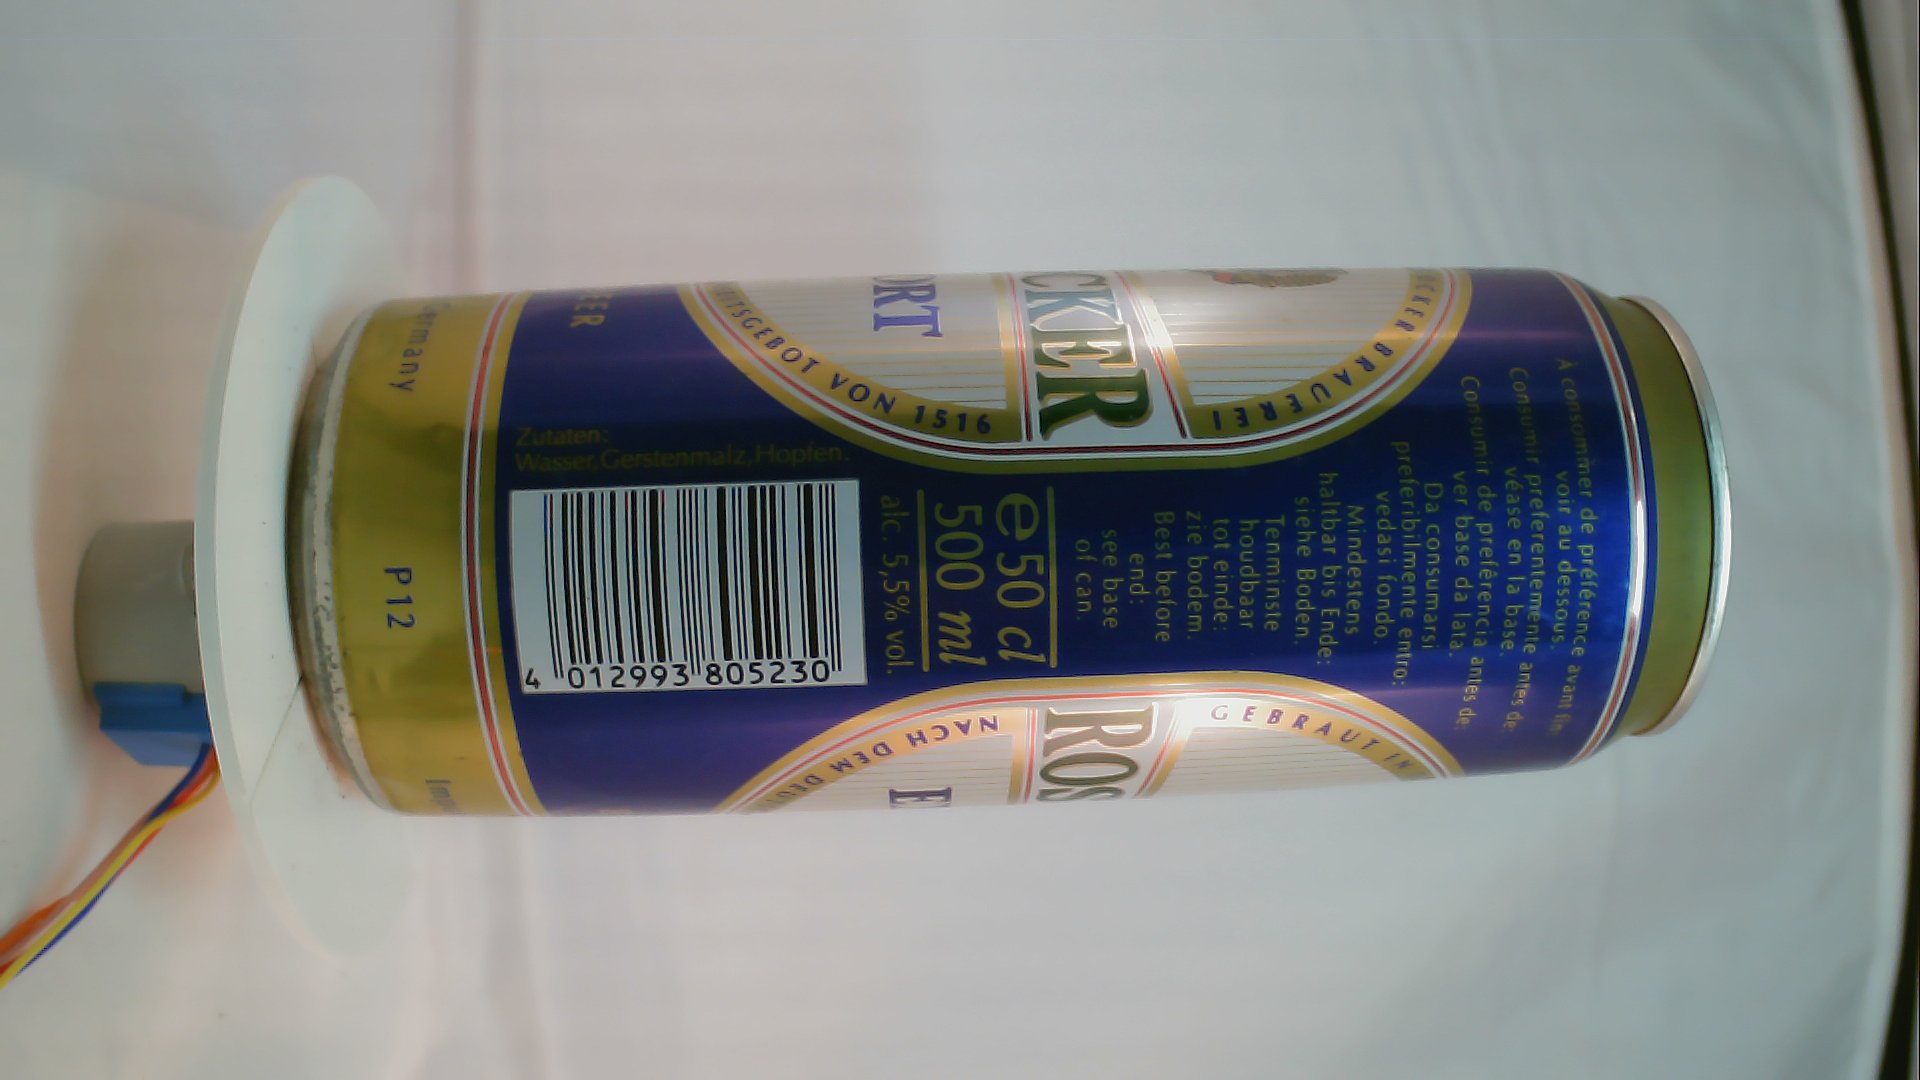 À consommer de préférence avant fin:
voir au dessous.
Consumir preferentemente antes de:
véase en la base.
Consumir de preferência antes de:
ver base da lata.
Da consumarsi
preferibilmente entro:
vedasi fondo.
Mindestens
haltbar bis Ende:
siehe Boden.
Tenminste
houdbaar
tot einde:
zie bodem.
Best before
end:
see base
of can.
e 50 cl
500 ml
alc. 5,5% vol.
4 012993 805230
Zutaten:
Wasser,Gerstenmalz,Hopfen.
CKER BRAUEREI
CKER
ORT
GEBOT VON 1516
EER
Germany
P12
GEBRAUT IN
ROS
NACH DEM